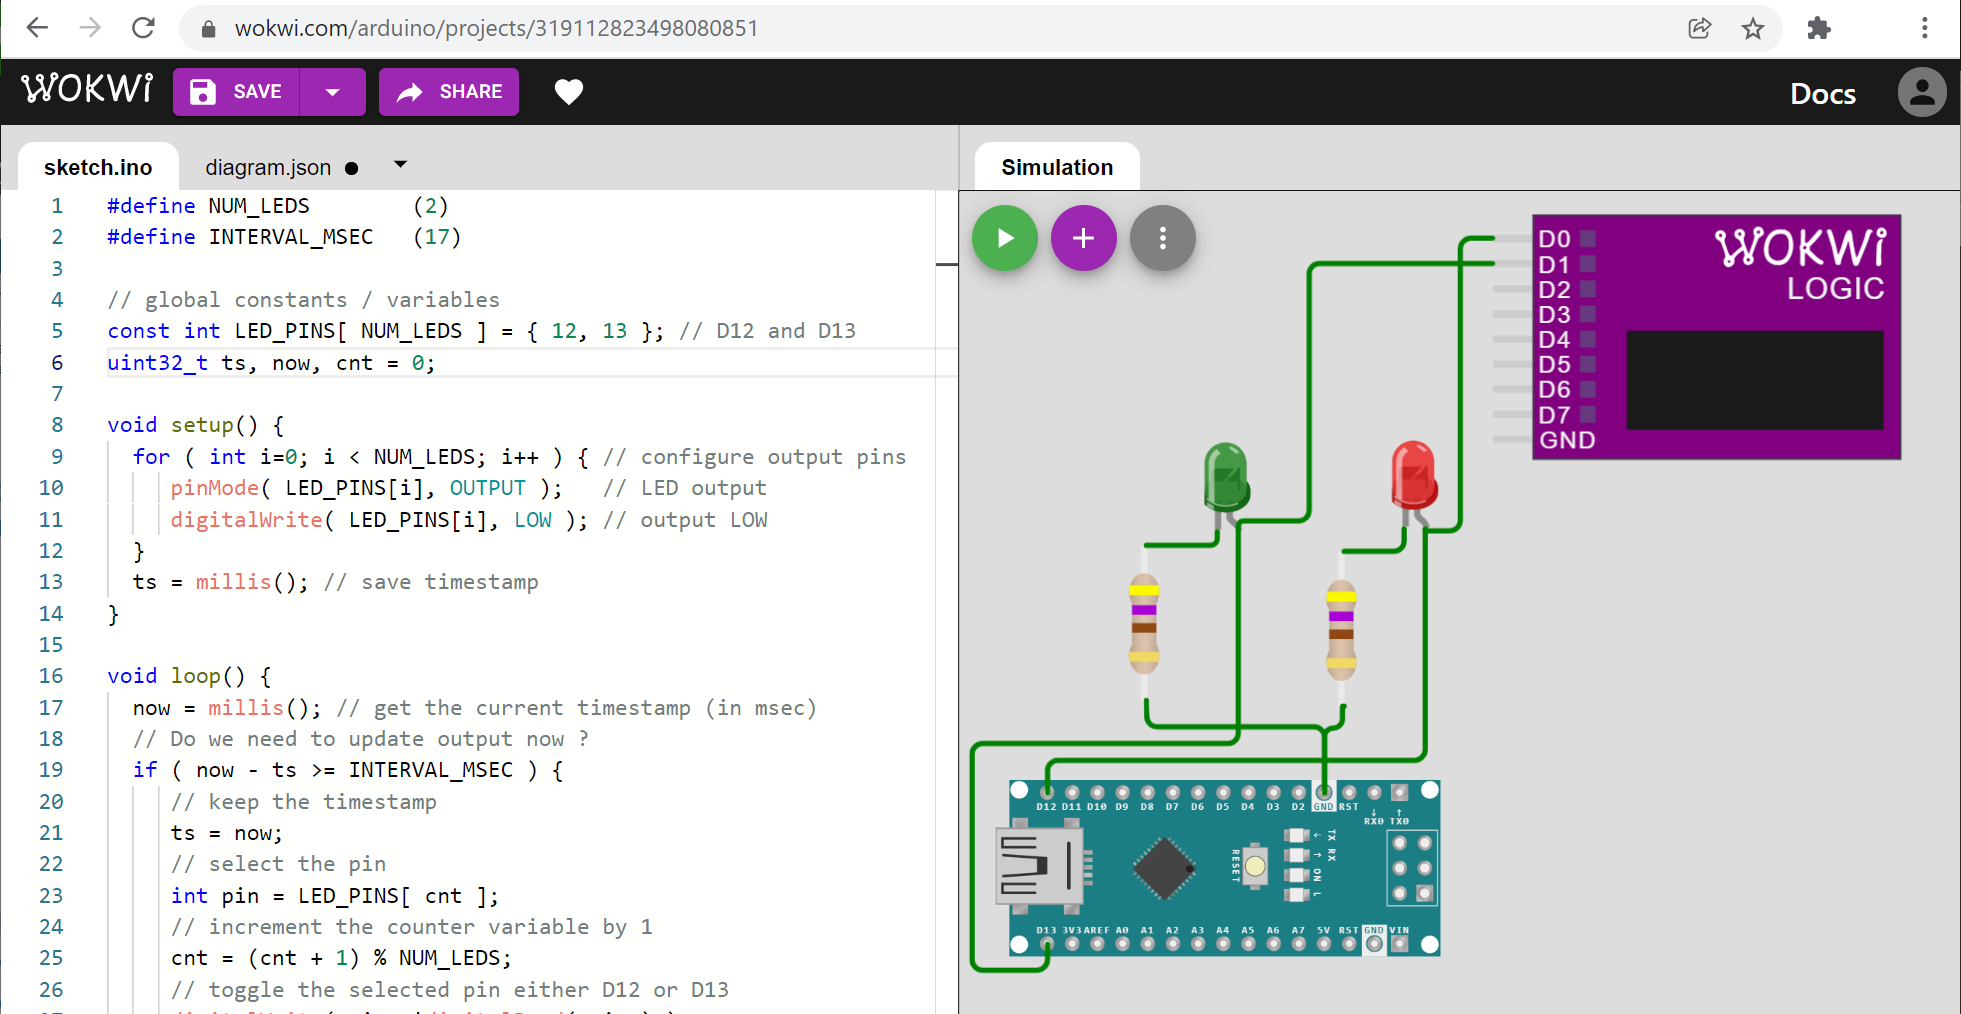 wokwi.com/arduino/projects/319112823498080851
WOKWi SAVE SHARE Docs
sketch.ino diagram.json ● Simulation
1 #define NUM_LEDS (2)
2 #define INTERVAL_MSEC (17)
3
4 // global constants / variables
5 const int LED_PINS[ NUM_LEDS ] = { 12, 13 }; // D12 and D13
6 uint32_t ts, now, cnt = 0;
7
8 void setup() {
9 for ( int i=0; i < NUM_LEDS; i++ ) { // configure output pins
10 pinMode( LED_PINS[i], OUTPUT ); // LED output
11 digitalWrite( LED_PINS[i], LOW ); // output LOW
12 }
13 ts = millis(); // save timestamp
14 }
15
16 void loop() {
17 now = millis(); // get the current timestamp (in msec)
18 // Do we need to update output now ?
19 if ( now - ts >= INTERVAL_MSEC ) {
20 // keep the timestamp
21 ts = now;
22 // select the pin
23 int pin = LED_PINS[ cnt ];
24 // increment the counter variable by 1
25 cnt = (cnt + 1) % NUM_LEDS;
26 // toggle the selected pin either D12 or D13
D0
D1
D2
D3
D4
D5
D6
D7
GND
WOKWi
LOGIC
D12 D11 D10 D9 D8 D7 D6 D5 D4 D3 D2 GND RST
↓ ↑
RX0 TX0
RESET
TX
RX
ON
L
D13 3V3 AREF A0 A1 A2 A3 A4 A5 A6 A7 5V RST GND VIN